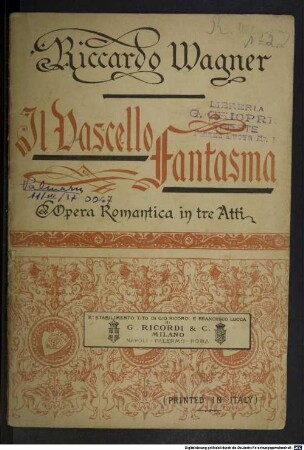 Riccardo Wagner
LIBRERIA
Il Vascello
Fantasma
Opera Romantica in tre Atti
R. STABILIMENTO TITO DI GIO. RICORDI E FRANCESCO LUCCA
DI
G. RICORDI & C.
MILANO
NAPOLI - PALERMO - ROMA
(PRINTED IN ITALY)